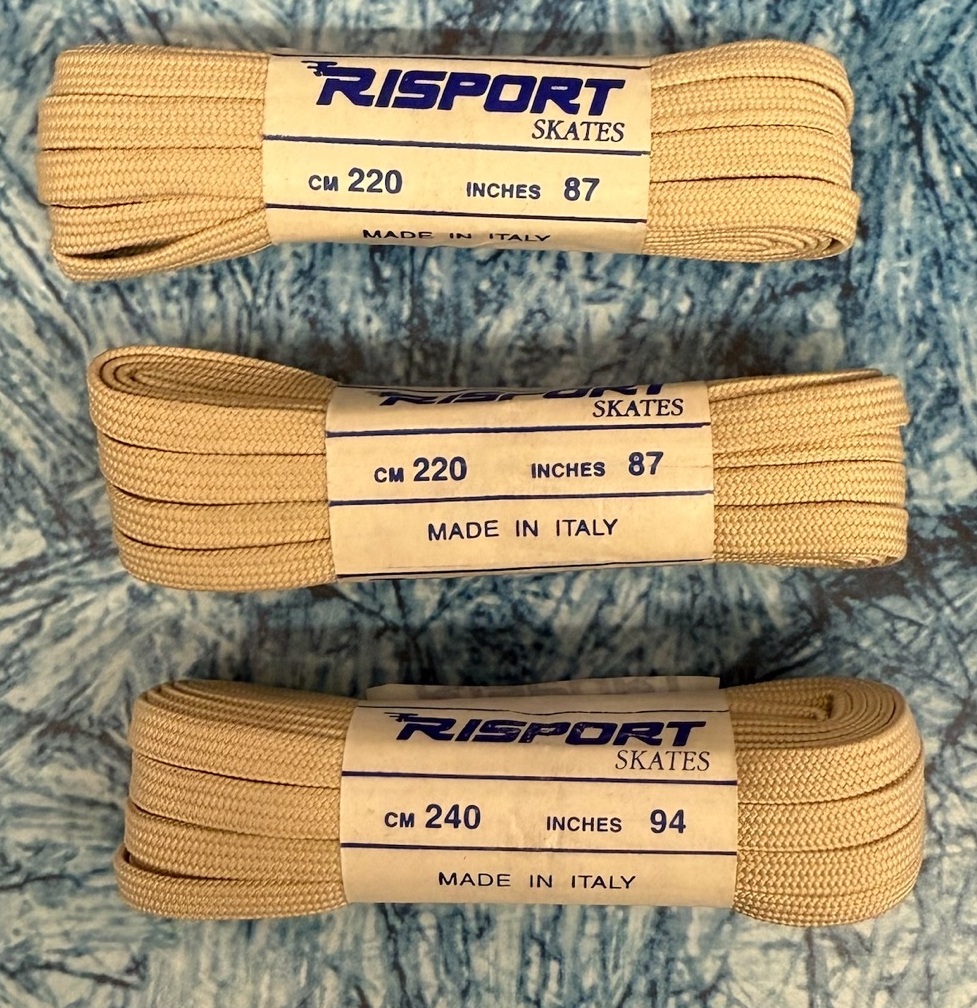 RISPORT
SKATES
CM 220 INCHES 87
MADE IN ITALY
RISPORT
SKATES
CM 220 INCHES 87
MADE IN ITALY
RISPORT
SKATES
CM 240 INCHES 94
MADE IN ITALY